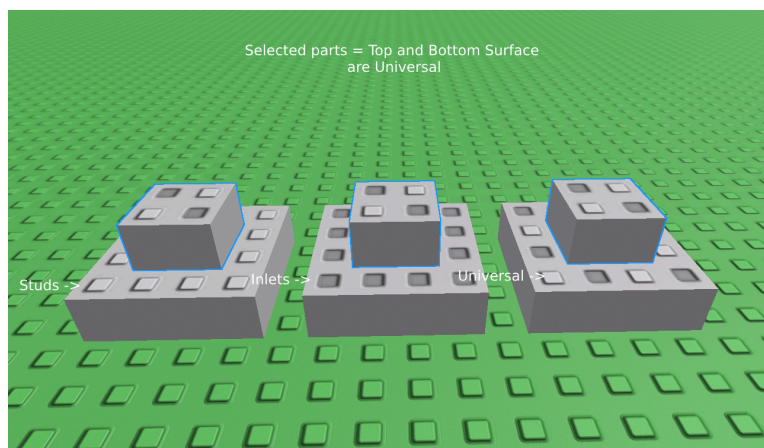 Selected parts = Top and Bottom Surface
are Universal
Studs ->
Inlets ->
Universal ->